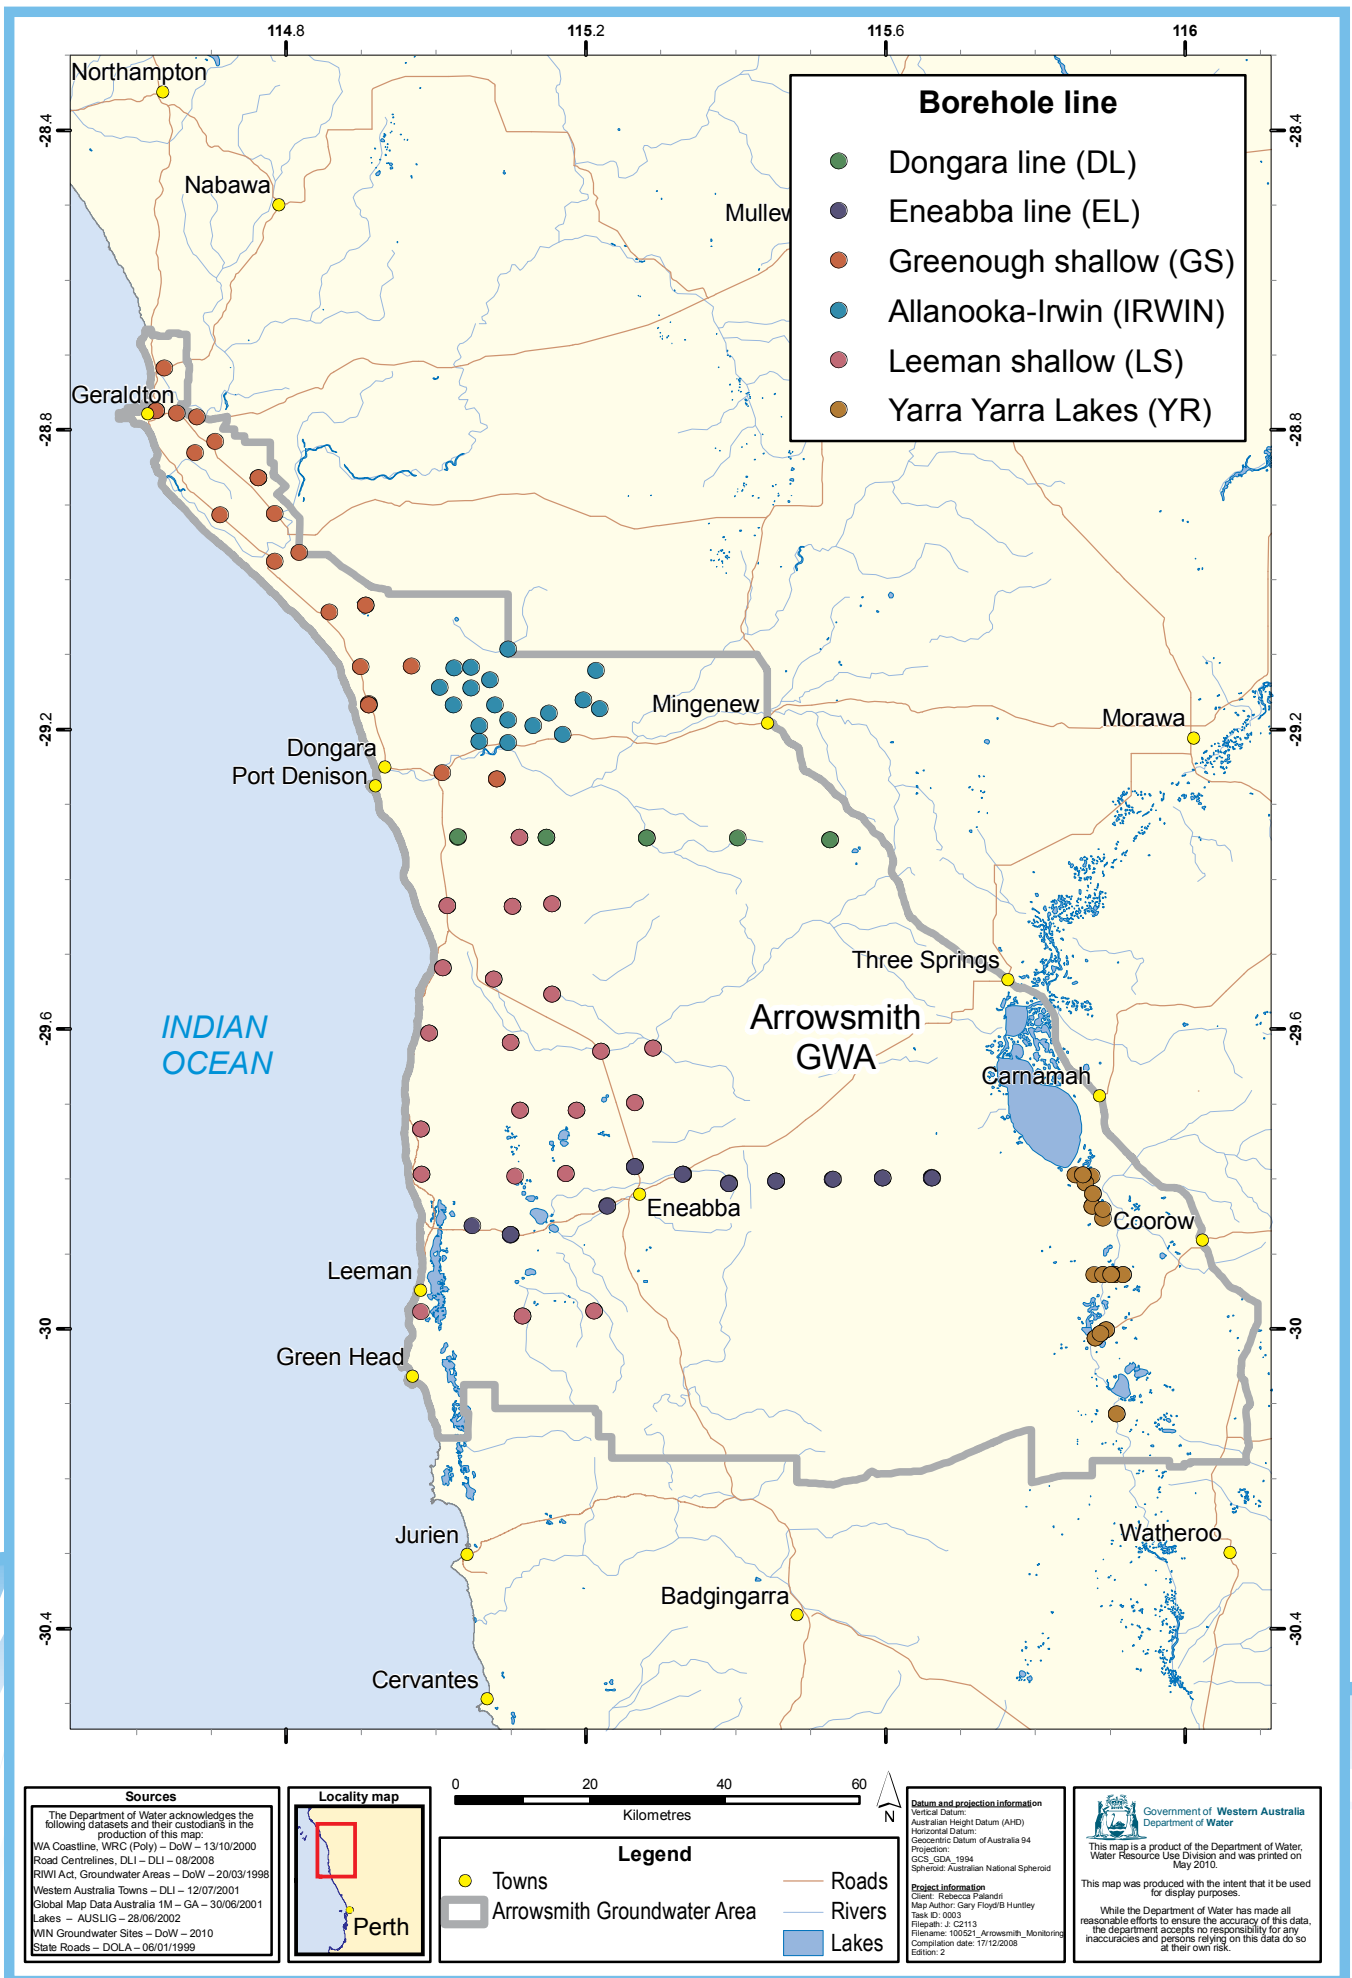 114.8
115.2
115.6
116
Northampton
Borehole line
-28.4
-28.4
Dongara line (DL)
Nabawa
Mullew
Eneabba line (EL)
Greenough shallow (GS)
Allanooka-Irwin (IRWIN)
Leeman shallow (LS)
Geraldton
Yarra Yarra Lakes (YR)
-28.8
-28.8
Mingenew
Morawa
-29.2
-29.2
Dongara
Port Denison
Three Springs
INDIAN
OCEAN
Arrowsmith
GWA
-29.6
-29.6
Carnamah
Eneabba
Coorow
Leeman
-30
-30
Green Head
Jurien
Watheroo
Badgingarra
-30.4
-30.4
Cervantes
Sources
The Department of Water acknowledges the
following datasets and their custodians in the
production of this map:
WA Coastline, WRC (Poly) – DoW – 13/10/2000
Road Centrelines, DLI – DLI – 08/2008
RIWI Act, Groundwater Areas – DoW – 20/03/1998
Western Australia Towns – DLI – 12/07/2001
Global Map Data Australia 1M – GA – 30/06/2001
Lakes – AUSLIG – 28/06/2002
WIN Groundwater Sites – DoW – 2010
State Roads – DOLA – 06/01/1999
Locality map
Perth
0 20 40 60
Kilometres
N
Legend
Towns
Arrowsmith Groundwater Area
Roads
Rivers
Lakes
Datum and projection information
Vertical Datum:
Australian Height Datum (AHD)
Horizontal Datum:
Geocentric Datum of Australia 94
Projection:
GCS_GDA_1994
Spheroid: Australian National Spheroid
Project information
Client: Rebecca Palandri
Map Author: Gary Floyd/B Huntley
Task ID: 0003
Filepath: J: C2113
Filename: 100521_Arrowsmith_Monitoring
Compilation date: 17/12/2008
Edition: 2
Government of Western Australia
Department of Water
This map is a product of the Department of Water,
Water Resource Use Division and was printed on
May 2010.
This map was produced with the intent that it be used
for display purposes.
While the Department of Water has made all
reasonable efforts to ensure the accuracy of this data,
the department accepts no responsibility for any
inaccuracies and persons relying on this data do so
at their own risk.